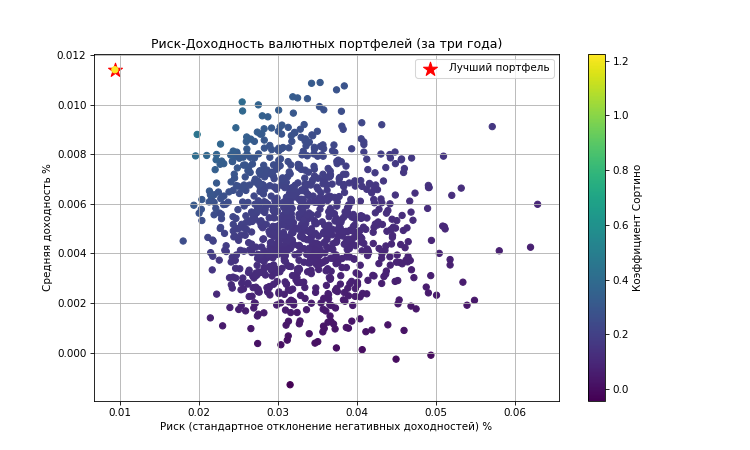 Риск-Доходность валютных портфелей (за три года)
Лучший портфель
Средняя доходность %
0.012
0.010
0.008
0.006
0.004
0.002
0.000
0.01 0.02 0.03 0.04 0.05 0.06
Риск (стандартное отклонение негативных доходностей) %
1.2
1.0
0.8
0.6
0.4
0.2
0.0
Коэффициент Сортино